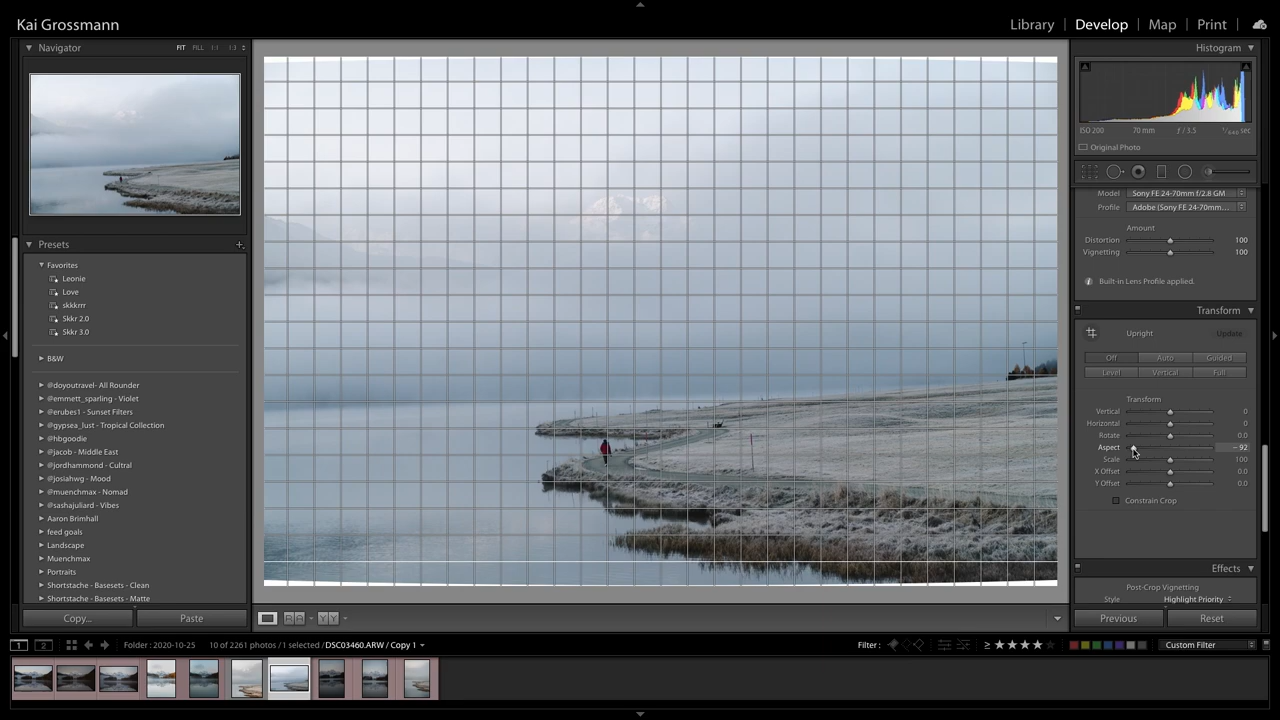 Kai Grossmann
Library | Develop | Map | Print |
Navigator FIT FILL 1:1 1:3
Histogram
ISO 200 70 mm ƒ / 3.5 sec
Original Photo
Presets
Favorites
Leonie
Love
skkkrrr
Skkr 2.0
Skkr 3.0
B&W
@doyoutravel- All Rounder
@emmett_sparling - Violet
@erubes1 - Sunset Filters
@gypsea_lust - Tropical Collection
@hbgoodie
@jacob - Middle East
@jordhammond - Cultral
@josiahwg - Mood
@muenchmax - Nomad
@sashajuliard - Vibes
Aaron Brimhall
feed goals
Landscape
Muenchmax
Portraits
Shortstache - Basesets - Clean
Shortstache - Basesets - Matte
Copy... Paste
Model Sony FE 24-70mm f/2.8 GM
Profile Adobe (Sony FE 24-70mm...
Amount
Distortion 100
Vignetting 100
Built-in Lens Profile applied.
Transform
Upright Update
Off Auto Guided
Level Vertical Full
Transform
Vertical 0
Horizontal 0
Rotate 0.0
Aspect – 92
Scale 100
X Offset 0.0
Y Offset 0.0
Constrain Crop
Effects
Post-Crop Vignetting
Style Highlight Priority
Previous Reset
R A Y Y
1 2 Folder : 2020-10-25 10 of 2261 photos / 1 selected / DSC03460.ARW / Copy 1 Filter : ≥ ★★★★★ Custom Filter